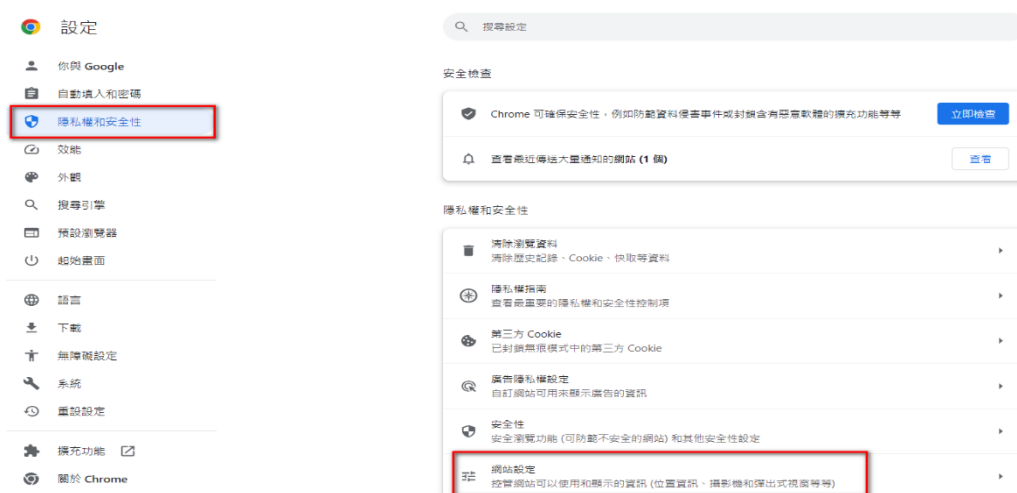 設定
你與 Google
自動填入和密碼
隱私權和安全性
效能
外觀
搜尋引擎
預設瀏覽器
起始畫面
語言
下載
無障礙設定
系統
重設設定
擴充功能
關於 Chrome
搜尋設定
安全檢查
Chrome 可確保安全性，例如防範資料侵害事件或封鎖含有惡意軟體的擴充功能等等
立即檢查
查看最近傳送大量通知的網站 (1 個)
查看
隱私權和安全性
清除瀏覽資料
清除歷史記錄、Cookie、快取等資料
隱私權指南
查看最重要的隱私權和安全性控制項
第三方 Cookie
已封鎖無痕模式中的第三方 Cookie
廣告隱私權設定
自訂網站可用來顯示廣告的資訊
安全性
安全瀏覽功能 (可防範不安全的網站) 和其他安全性設定
網站設定
控管網站可以使用和顯示的資訊 (位置資訊、攝影機和彈出式視窗等等)